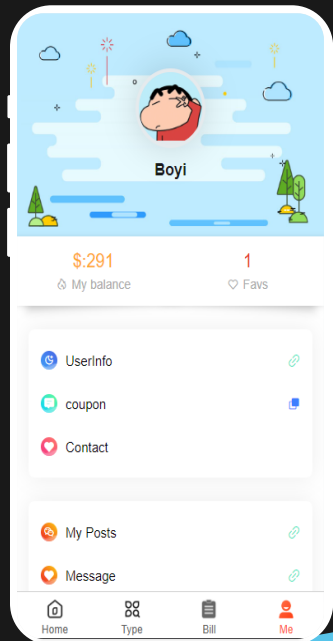 Boyi
$:291 1
My balance Favs
UserInfo
coupon
Contact
My Posts
Message
Home Type Bill Me